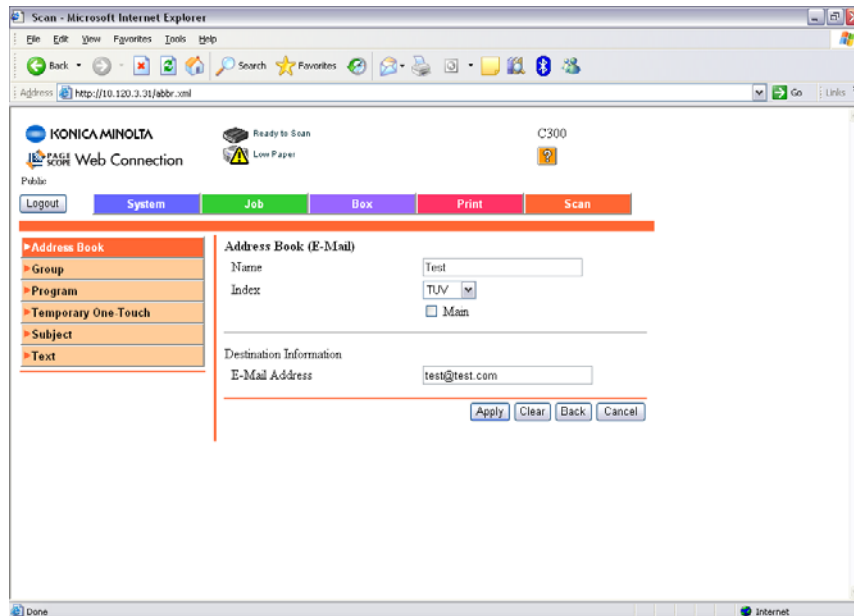 Scan - Microsoft Internet Explorer
File Edit View Favorites Tools Help
Back Search Favorites
Address http://10.120.3.31/abbr.xml Go Links
KONICA MINOLTA Ready to Scan C300
PAGE SCOPE Web Connection Low Paper
Public
Logout System Job Box Print Scan
Address Book
Group
Program
Temporary One-Touch
Subject
Text
Address Book (E-Mail)
Name Test
Index TUV
Main
Destination Information
E-Mail Address test@test.com
Apply Clear Back Cancel
Done Internet